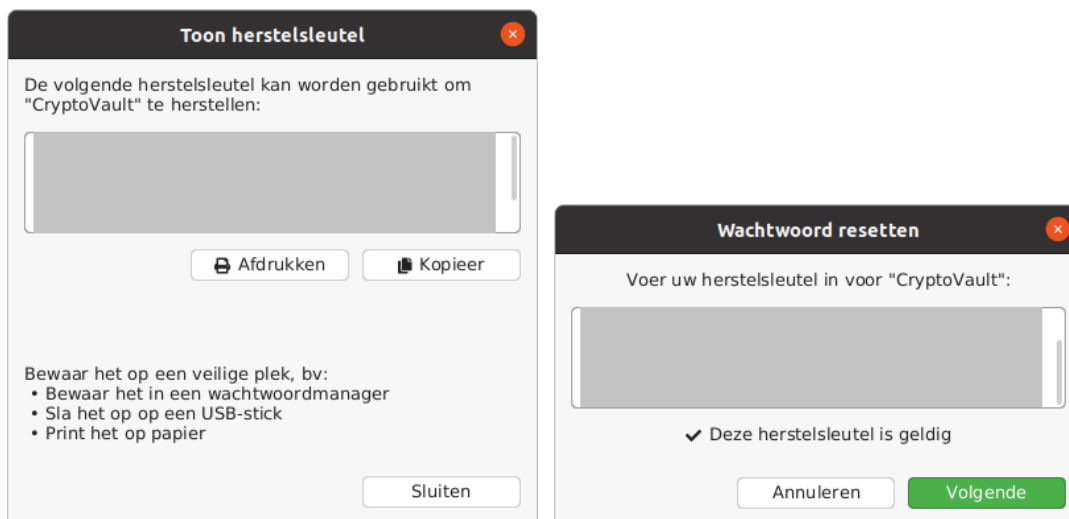 Toon herstelsleutel
De volgende herstelsleutel kan worden gebruikt om
"CryptoVault" te herstellen:
Afdrukken
Kopieer
Bewaar het op een veilige plek, bv:
• Bewaar het in een wachtwoordmanager
• Sla het op op een USB-stick
• Print het op papier
Sluiten
Wachtwoord resetten
Voer uw herstelsleutel in voor "CryptoVault":
Deze herstelsleutel is geldig
Annuleren
Volgende